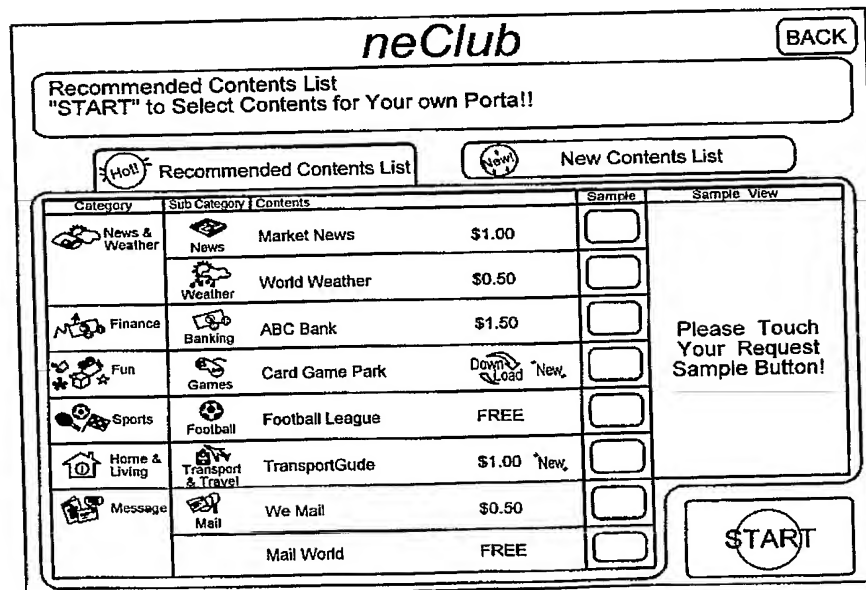 neClub
BACK
Recommended Contents List
"START" to Select Contents for Your own Porta!!
Hot!! Recommended Contents List
New! New Contents List
Category Sub Category Contents Sample Sample View
News & Weather News Market News $1.00
Weather World Weather $0.50
Finance Banking ABC Bank $1.50
Fun Games Card Game Park Down Load New
Sports Football Football League FREE
Home & Living Transport & Travel TransportGude $1.00 New
Message Mail We Mail $0.50
Mail World FREE
Please Touch
Your Request
Sample Button!
START